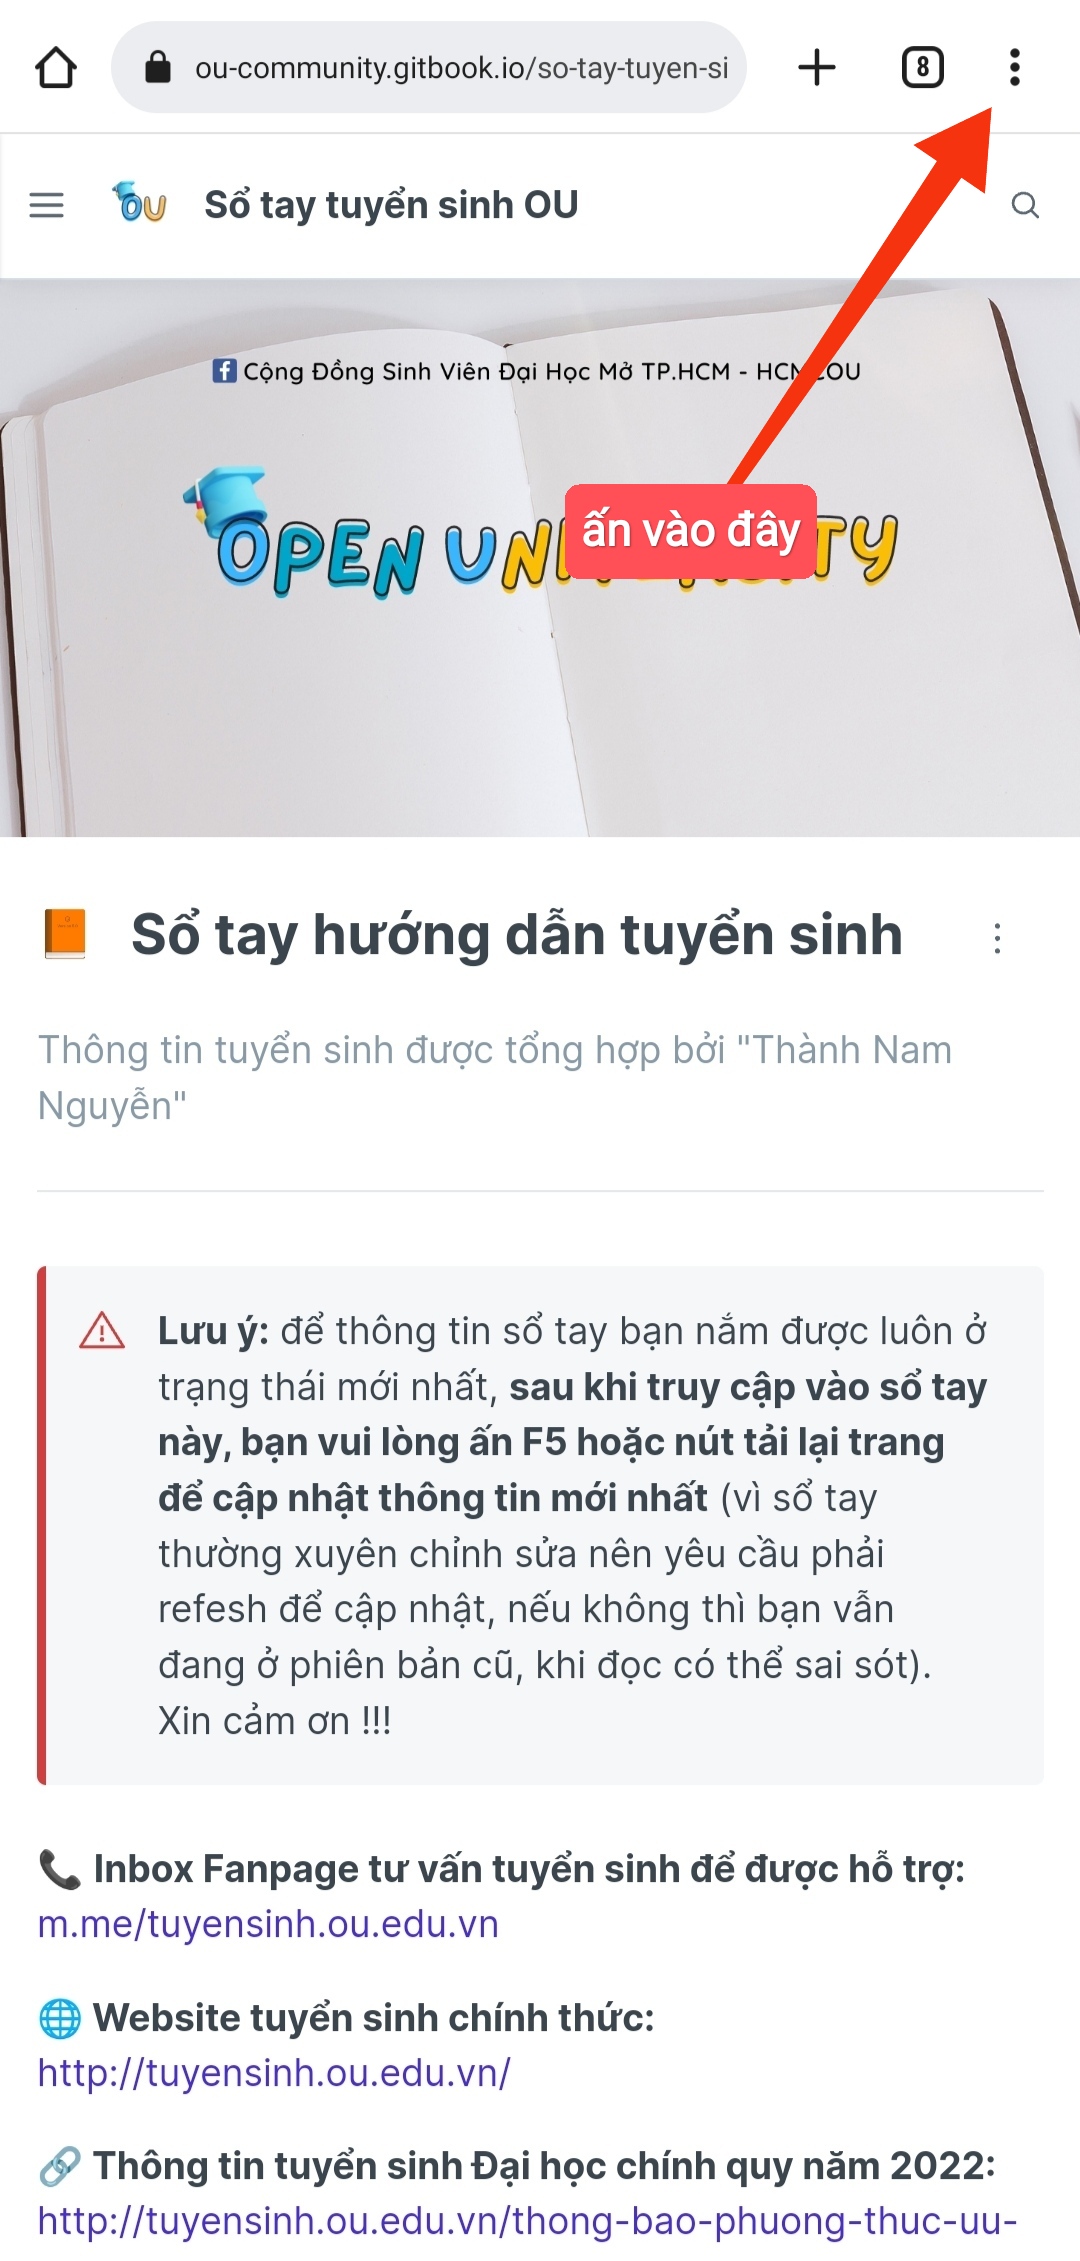 ou-community.gitbook.io/so-tay-tuyen-si
8
OU
Sổ tay tuyển sinh OU
Cộng Đồng Sinh Viên Đại Học Mở TP.HCM -
OPEN
ấn vào đây
Sổ tay hướng dẫn tuyển sinh
Thông tin tuyển sinh được tổng hợp bởi "Thành Nam
Nguyễn"
Lưu ý: để thông tin sổ tay bạn nắm được luôn ở
trạng thái mới nhất, sau khi truy cập vào sổ tay
này, bạn vui lòng ấn F5 hoặc nút tải lại trang
để cập nhật thông tin mới nhất (vì sổ tay
thường xuyên chỉnh sửa nên yêu cầu phải
refesh để cập nhật, nếu không thì bạn vẫn
đang ở phiên bản cũ, khi đọc có thể sai sót).
Xin cảm ơn !!!
Inbox Fanpage tư vấn tuyển sinh để được hỗ trợ:
m.me/tuyensinh.ou.edu.vn
Website tuyển sinh chính thức:
http://tuyensinh.ou.edu.vn/
Thông tin tuyển sinh Đại học chính quy năm 2022:
http://tuyensinh.ou.edu.vn/thong-bao-phuong-thuc-uu-